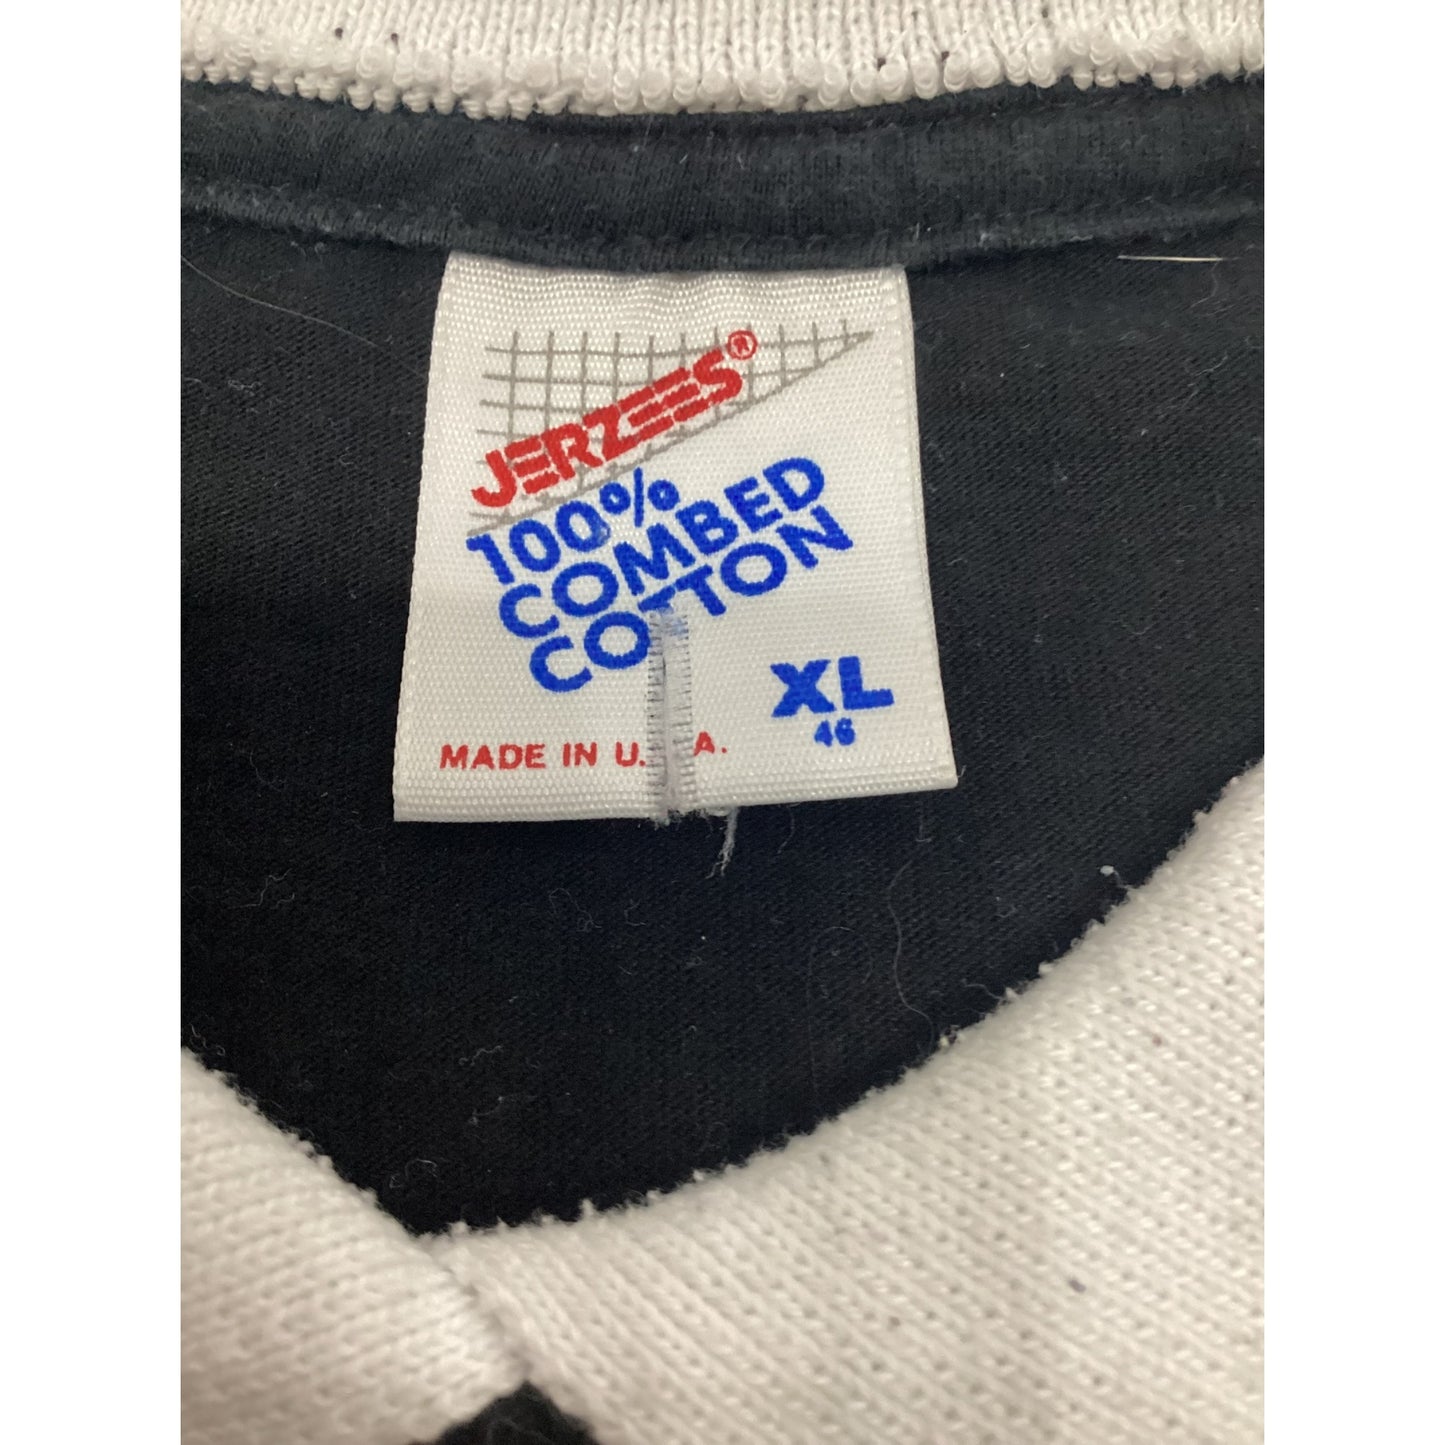 JERZEES®
100%
COMBED
COTTON
XL
46
MADE IN U.S.A.